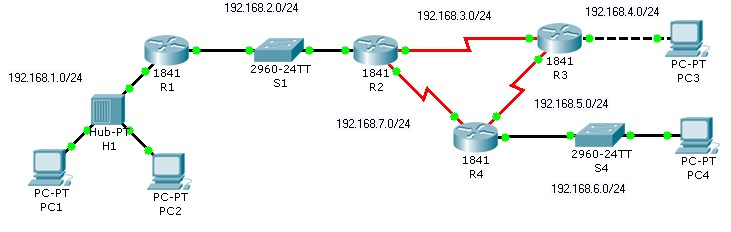 192.168.2.0/24
192.168.3.0/24
192.168.4.0/24
192.168.1.0/24
1841
R1
2960-24TT
S1
1841
R2
1841
R3
PC-PT
PC3
Hub-PT
H1
192.168.7.0/24
192.168.5.0/24
1841
R4
2960-24TT
S4
PC-PT
PC4
PC-PT
PC1
PC-PT
PC2
192.168.6.0/24